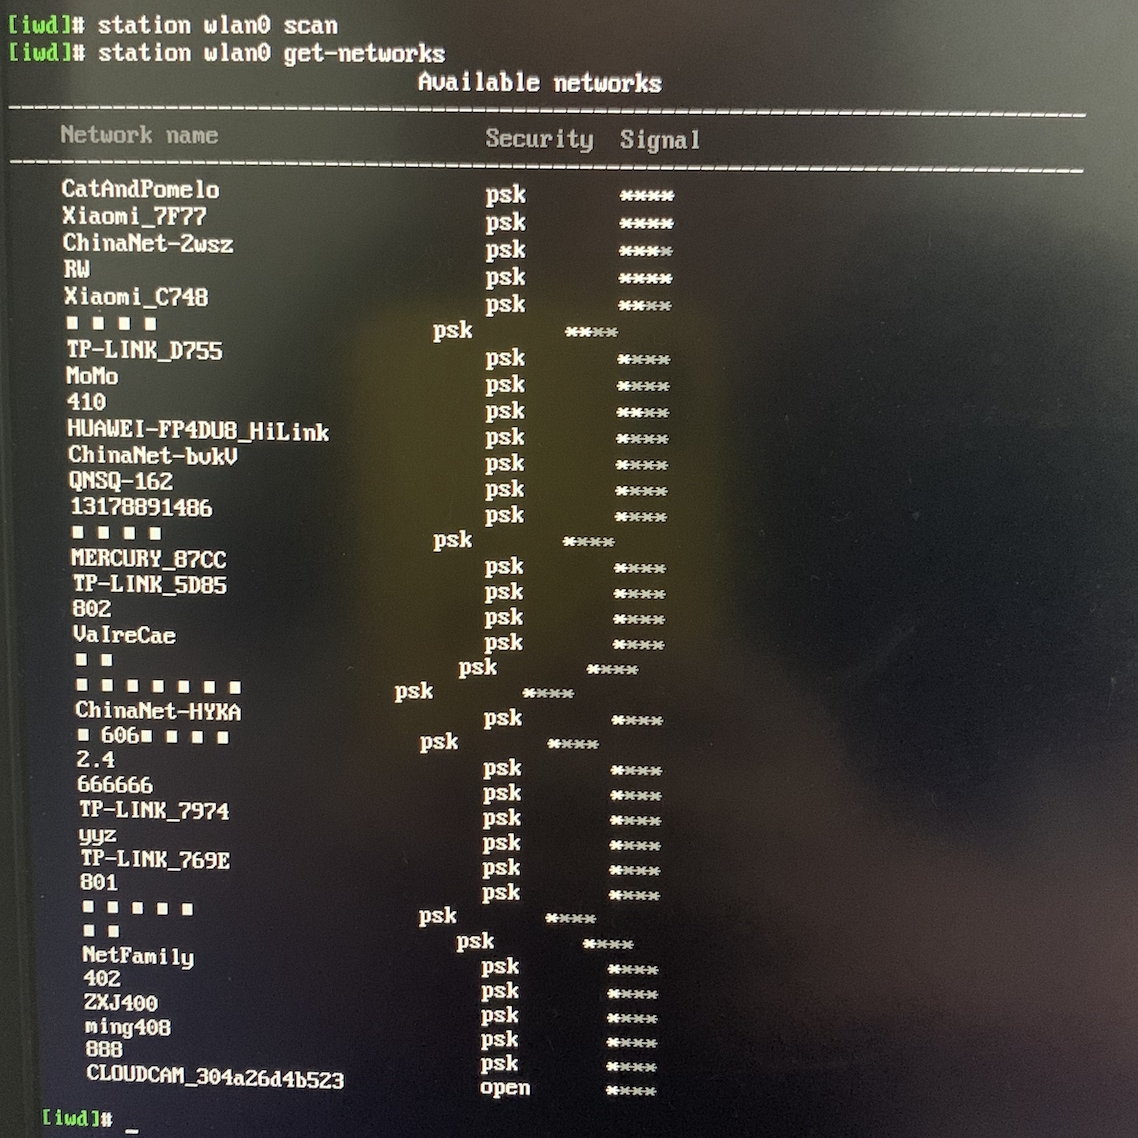 [iwd]# station wlan0 scan
[iwd]# station wlan0 get-networks
Available networks
Network name Security Signal
CatAndPomelo psk ****
Xiaomi_7F77 psk ****
ChinaNet-2wsz psk ****
RW psk ****
Xiaomi_C748 psk ****
■ ■ ■ ■ psk ****
TP-LINK_D755 psk ****
MoMo psk ****
410 psk ****
HUAWEI-FP4DU8_HiLink psk ****
ChinaNet-bvkV psk ****
QNSQ-162 psk ****
13178891486 psk ****
■ ■ ■ ■ psk ****
MERCURY_87CC psk ****
TP-LINK_5D85 psk ****
802 psk ****
VaIreCae psk ****
■ ■ psk ****
■ ■ ■ ■ ■ ■ ■ psk ****
ChinaNet-HYKA psk ****
■ 606■ ■ ■ ■ psk ****
2.4 psk ****
666666 psk ****
TP-LINK_7974 psk ****
yyz psk ****
TP-LINK_769E psk ****
801 psk ****
■ ■ ■ ■ ■ psk ****
■ ■ psk ****
NetFamily psk ****
402 psk ****
ZXJ400 psk ****
ming408 psk ****
888 psk ****
CLOUDCAM_304a26d4b523 open ****
[iwd]# _